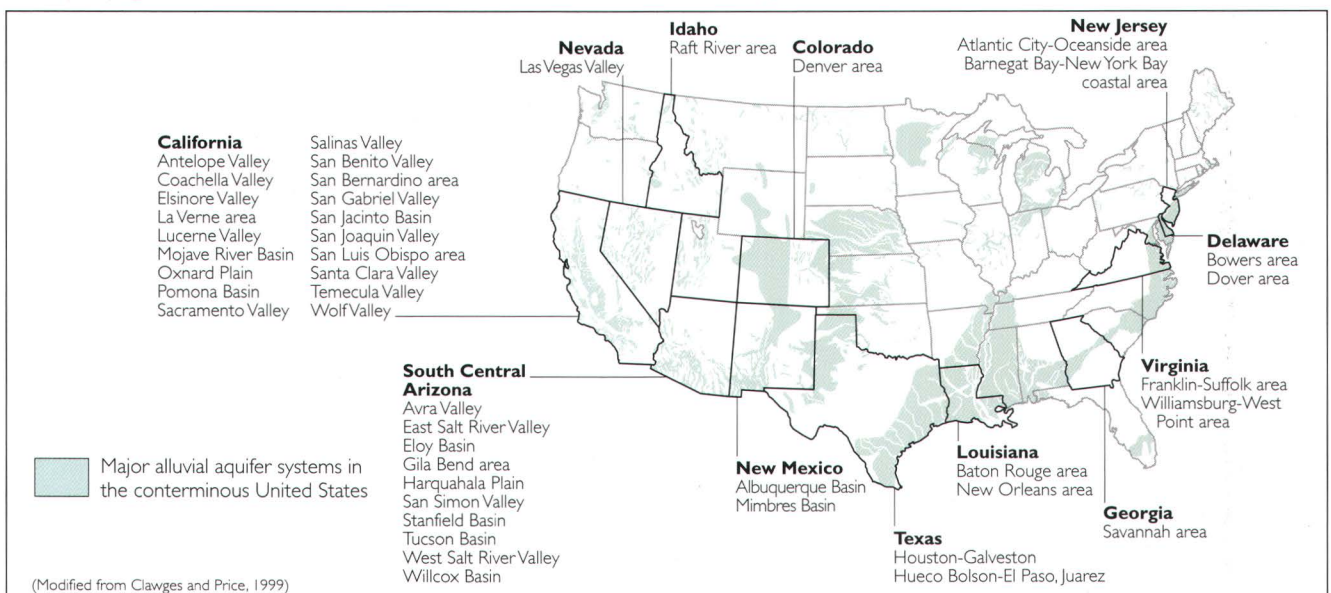 Nevada
Las Vegas Valley
Idaho
Raft River area
Colorado
Denver area
New Jersey
Atlantic City-Oceanside area
Barnegat Bay-New York Bay
coastal area
California
Antelope Valley
Coachella Valley
Elsinore Valley
La Verne area
Lucerne Valley
Mojave River Basin
Oxnard Plain
Pomona Basin
Sacramento Valley
Salinas Valley
San Benito Valley
San Bernardino area
San Gabriel Valley
San Jacinto Basin
San Joaquin Valley
San Luis Obispo area
Santa Clara Valley
Temecula Valley
Wolf Valley
Delaware
Bowers area
Dover area
South Central
Arizona
Avra Valley
East Salt River Valley
Eloy Basin
Gila Bend area
Harquahala Plain
San Simon Valley
Stanfield Basin
Tucson Basin
West Salt River Valley
Willcox Basin
Virginia
Franklin-Suffolk area
Williamsburg-West
Point area
Major alluvial aquifer systems in
the conterminous United States
New Mexico
Albuquerque Basin
Mimbres Basin
Louisiana
Baton Rouge area
New Orleans area
Georgia
Savannah area
Texas
Houston-Galveston
Hueco Bolson-El Paso, Juarez
(Modified from Clawges and Price, 1999)